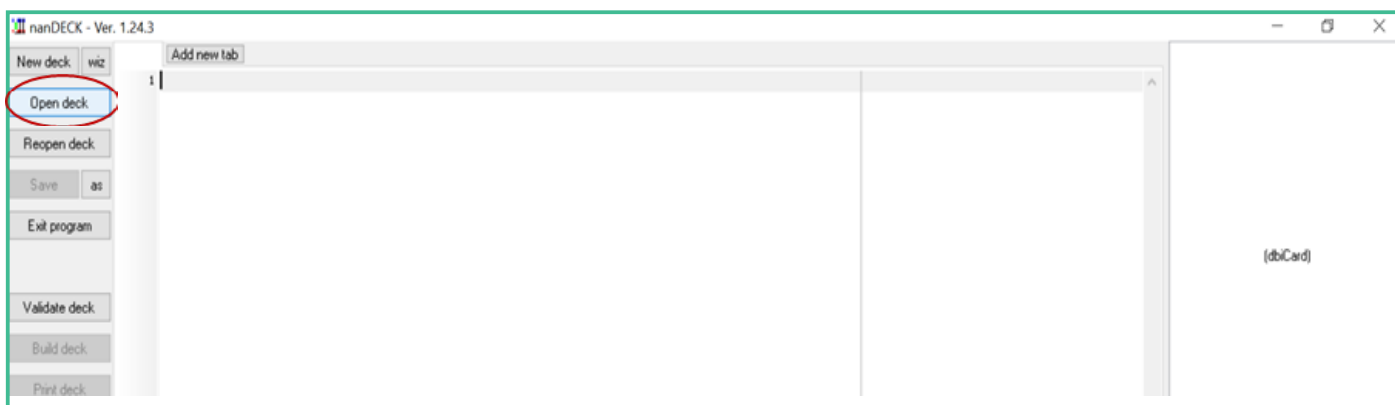 nanDECK - Ver. 1.24.3
New deck wiz
Add new tab
1
Open deck
Reopen deck
Save as
Exit program
(dbiCard)
Validate deck
Build deck
Print deck